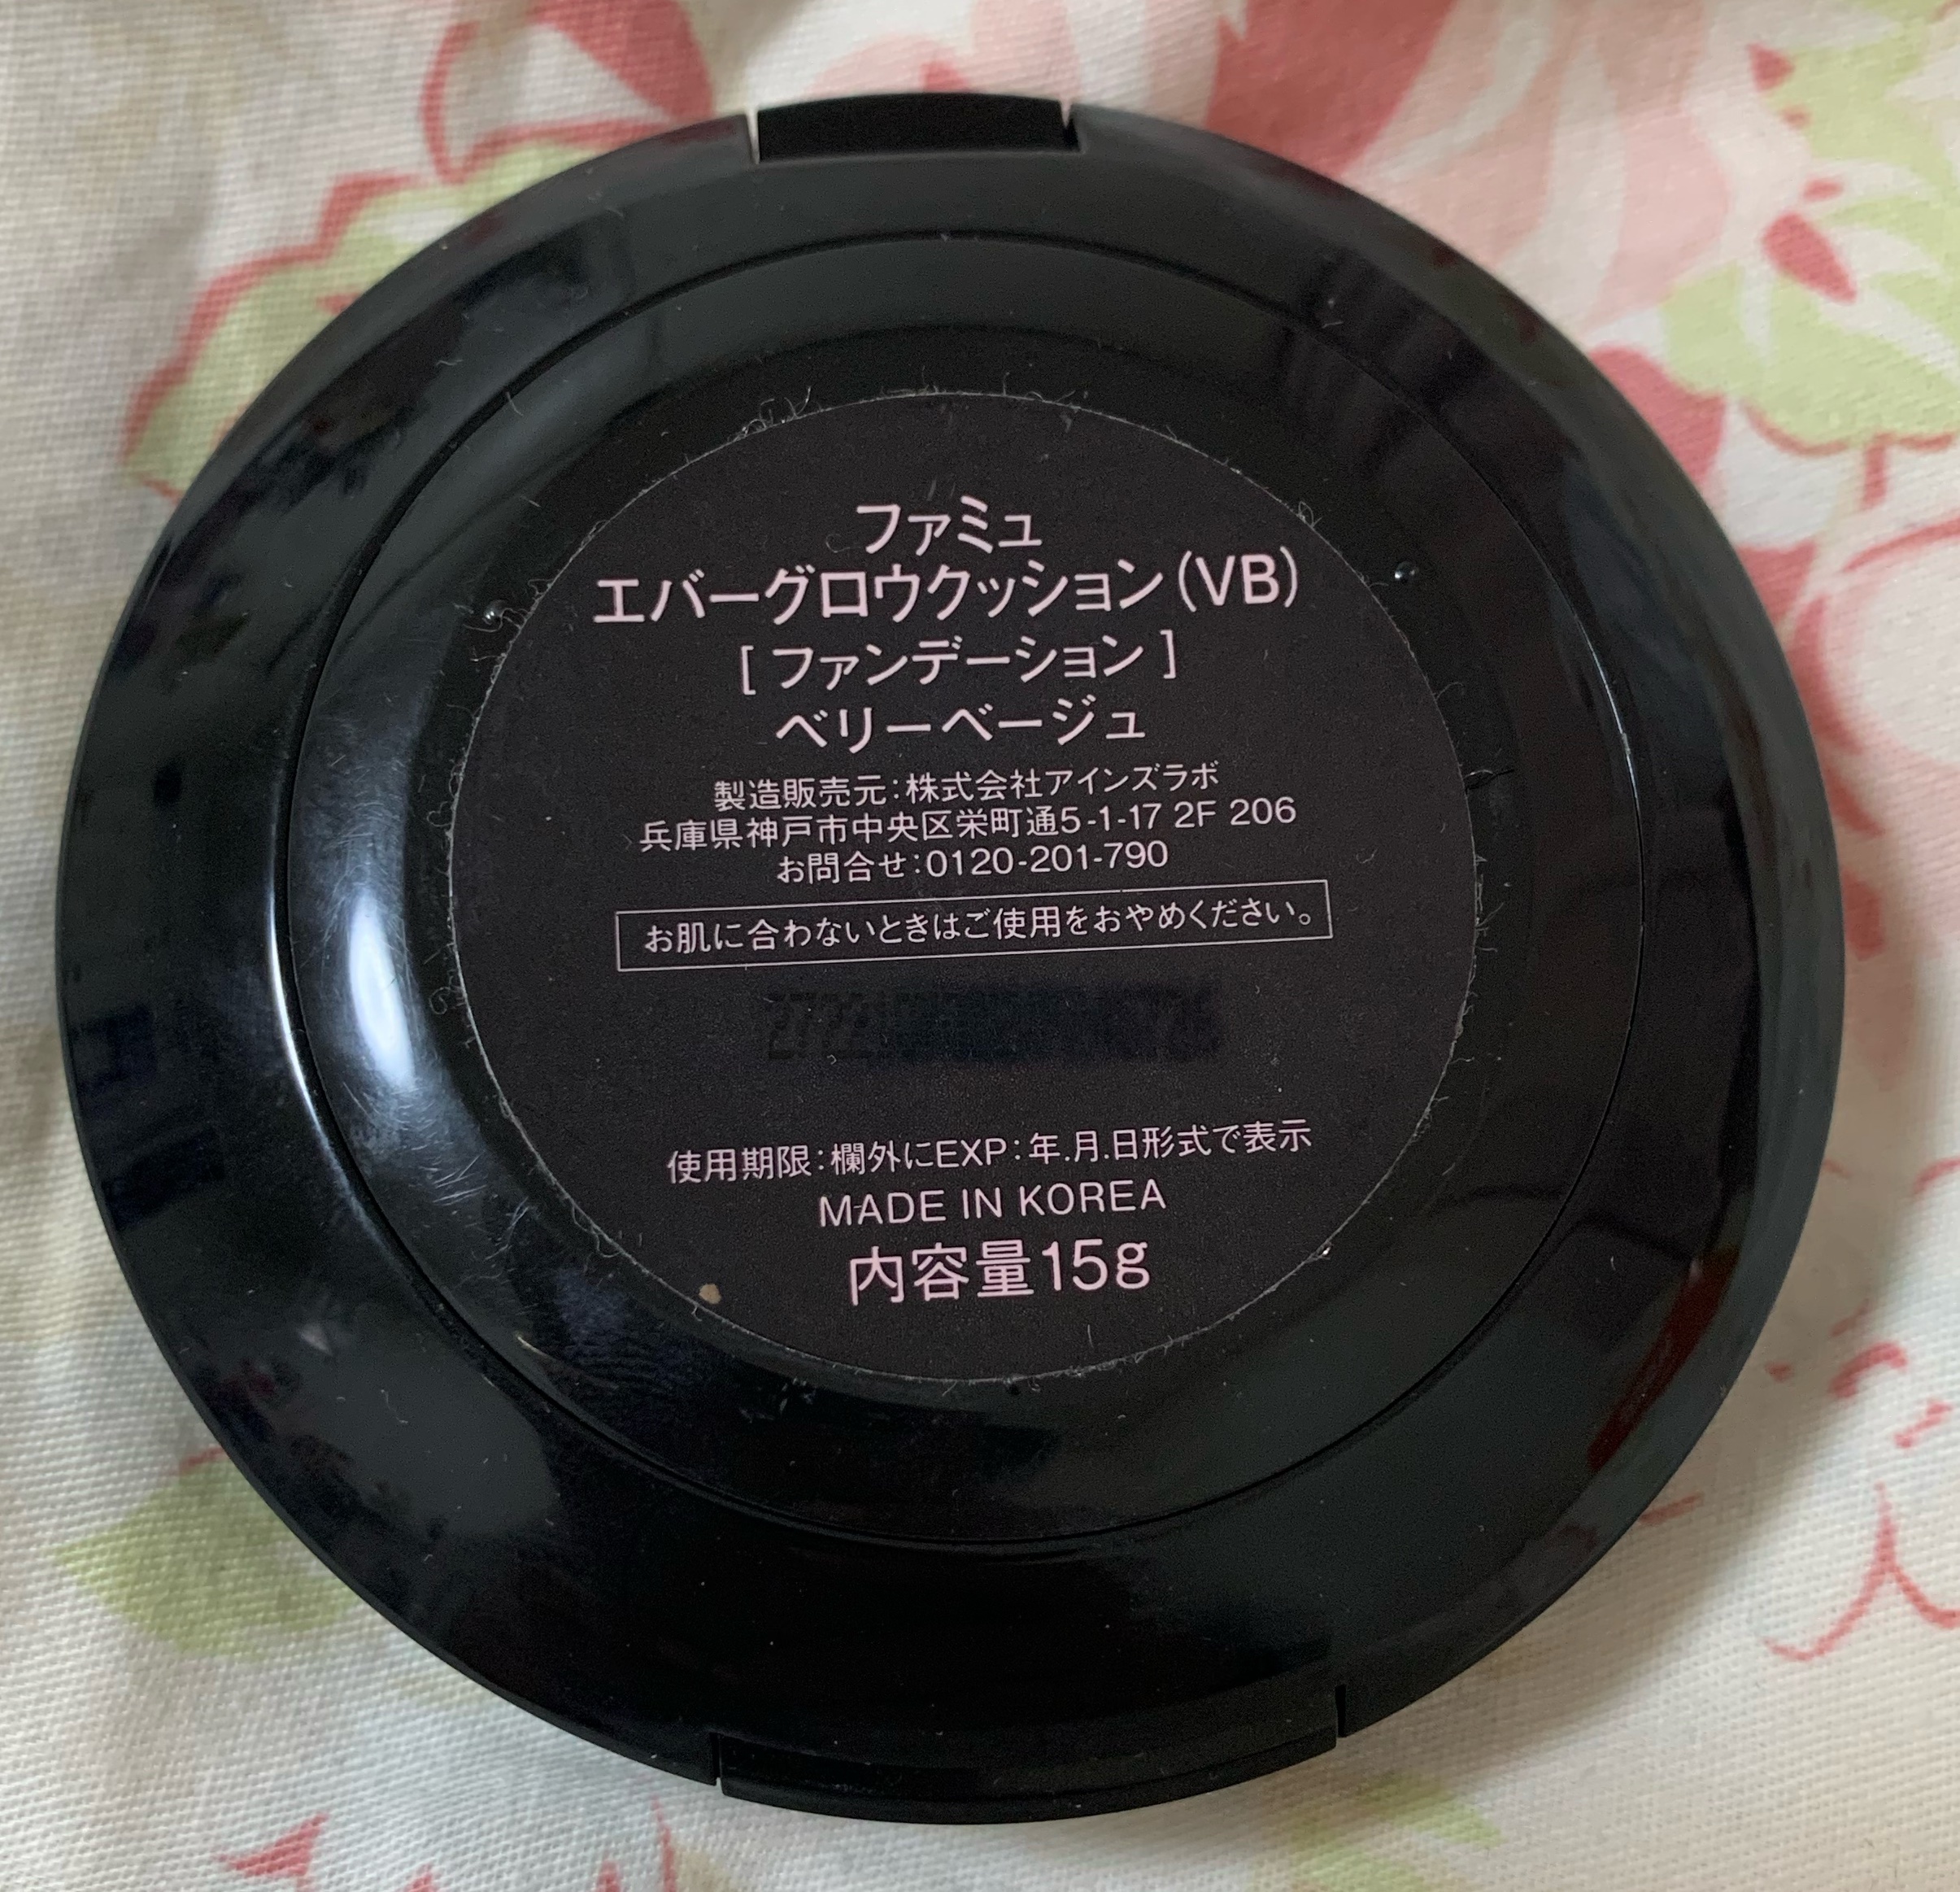 ファミュ
エバーグロウクッション(VB)
[ ファンデーション ]
ベリーベージュ
製造販売元:株式会社アインズラボ
兵庫県神戸市中央区栄町通5-1-17 2F 206
お問合せ:0120-201-790
お肌に合わないときはご使用をおやめください。
使用期限:欄外にEXP:年.月.日形式で表示
MADE IN KOREA
内容量15g